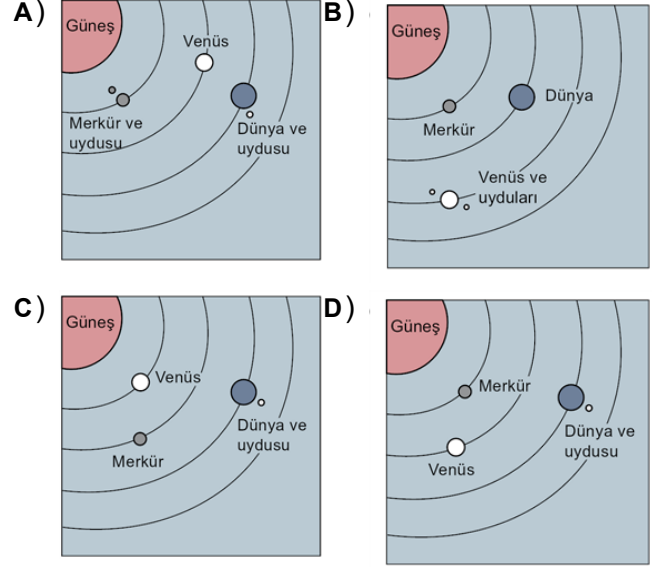 A)
Güneş
Venüs
Merkür ve
uydusu
Dünya ve
uydusu
B)
Güneş
Dünya
Merkür
Venüs ve
uyduları
C)
Güneş
Venüs
Dünya ve
uydusu
Merkür
D)
Güneş
Merkür
Dünya ve
uydusu
Venüs